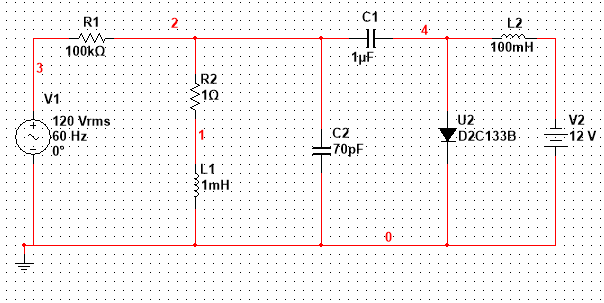 R1
100kΩ
2
C1
1µF
4
L2
100mH
3
V1
120 Vrms
60 Hz
0°
R2
1Ω
1
L1
1mH
C2
70pF
U2
D2C133B
V2
12 V
0